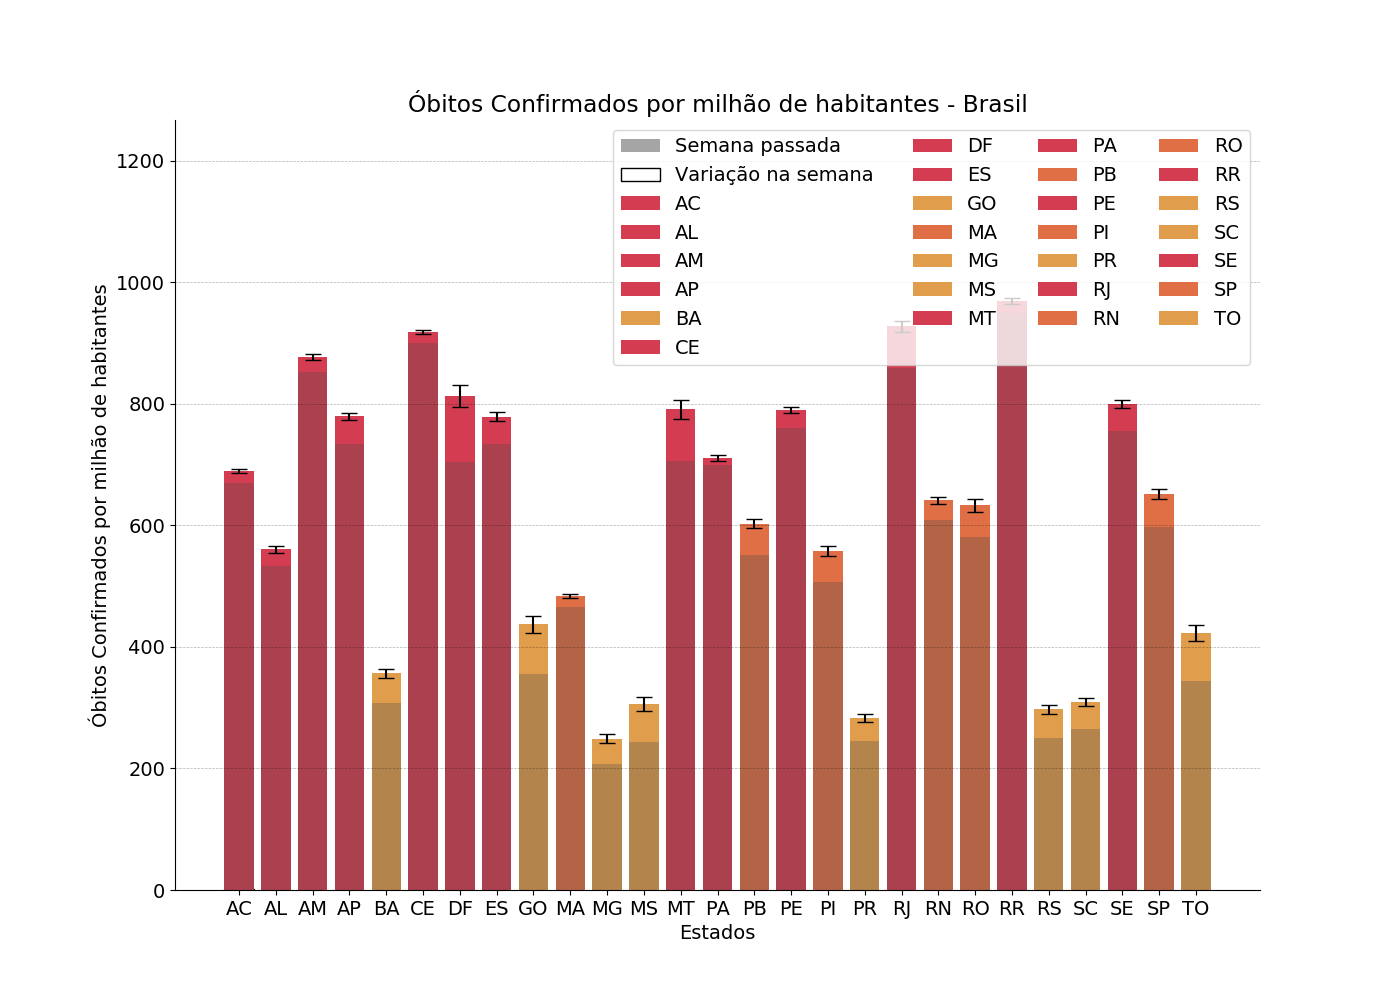 Óbitos Confirmados por milhão de habitantes - Brasil
Óbitos Confirmados por milhão de habitantes
1200
1000
800
600
400
200
0
Semana passada
Variação na semana
AC
AL
AM
AP
BA
CE
DF
ES
GO
MA
MG
MS
MT
PA
PB
PE
PI
PR
RJ
RN
RO
RR
RS
SC
SE
SP
TO
AC AL AM AP BA CE DF ES GO MA MG MS MT PA PB PE PI PR RJ RN RO RR RS SC SE SP TO
Estados